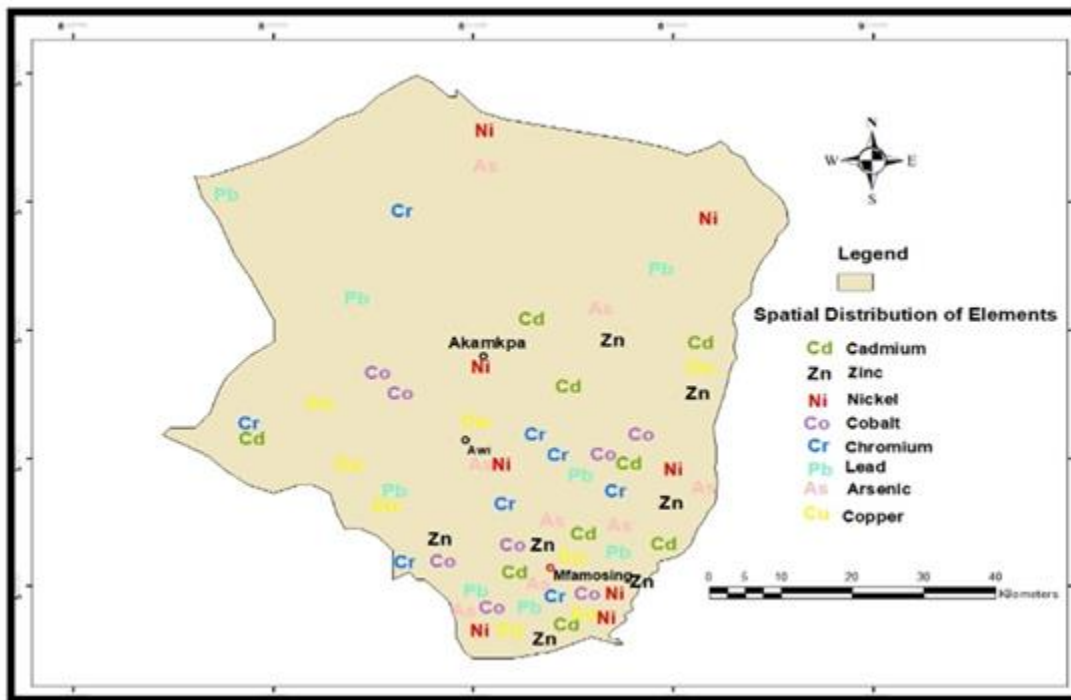 N
W E
S
Ni
As
Pb
Cr
Ni
Pb
Pb
As
Cd
Zn
Akamkpa
Cd
Ni
Co
Cd
Co
Zn
Cr
Cr
Co
Cd
Awi
Cr
Co
As
Ni
Cd
Ni
Pb
As
Pb
Cr
Cr
Zn
As
As
Cd
Zn
Co
Zn
Cd
Pb
Cr
Co
Cd
Mfamosing
Zn
As
Pb
Cr
Co
Ni
As
Co
Pb
Ni
Cd
Ni
Zn
Legend
Spatial Distribution of Elements
Cd Cadmium
Zn Zinc
Ni Nickel
Co Cobalt
Cr Chromium
Pb Lead
As Arsenic
Cu Copper
0 5 10 20 30 40